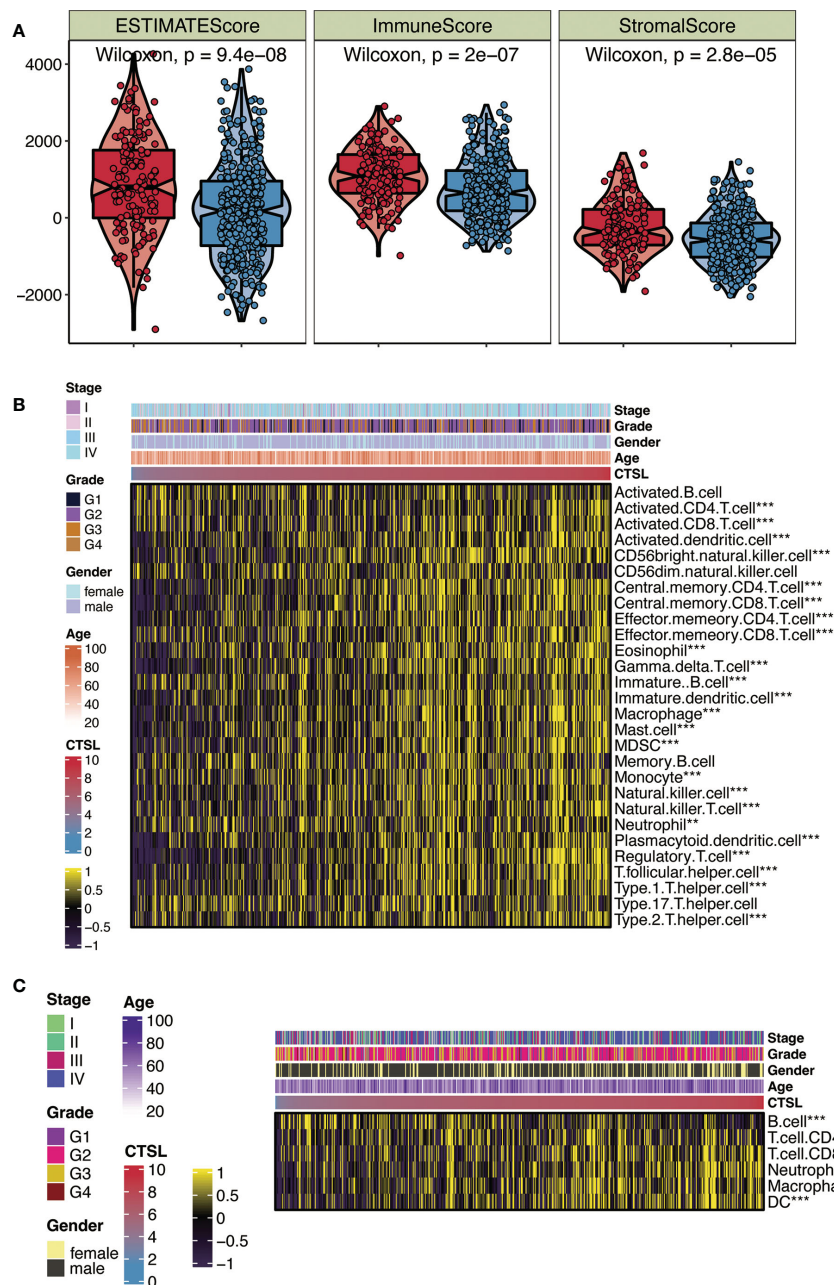 A
ESTIMATEScore
ImmuneScore
StromalScore
Wilcoxon, p = 9.4e−08
Wilcoxon, p = 2e−07
Wilcoxon, p = 2.8e−05
4000
2000
0
−2000
B
Stage
I
II
III
IV
Grade
G1
G2
G3
G4
Gender
female
male
Age
100
80
60
40
20
CTSL
10
8
6
4
2
0
1
0.5
0
−0.5
−1
Stage
Grade
Gender
Age
CTSL
Activated.B.cell
Activated.CD4.T.cell***
Activated.CD8.T.cell***
Activated.dendritic.cell***
CD56bright.natural.killer.cell***
CD56dim.natural.killer.cell
Central.memory.CD4.T.cell***
Central.memory.CD8.T.cell***
Effector.memeory.CD4.T.cell***
Effector.memeory.CD8.T.cell***
Eosinophil***
Gamma.delta.T.cell***
Immature..B.cell***
Immature.dendritic.cell***
Macrophage***
Mast.cell***
MDSC***
Memory.B.cell
Monocyte***
Natural.killer.cell***
Natural.killer.T.cell***
Neutrophil**
Plasmacytoid.dendritic.cell***
Regulatory.T.cell***
T.follicular.helper.cell***
Type.1.T.helper.cell***
Type.17.T.helper.cell
Type.2.T.helper.cell***
C
Stage
I
II
III
IV
Grade
G1
G2
G3
G4
Gender
female
male
Age
100
80
60
40
20
CTSL
10
8
6
4
2
0
1
0.5
0
−0.5
−1
Stage
Grade
Gender
Age
CTSL
B.cell***
T.cell.CD4
T.cell.CD8
Neutroph
Macropha
DC***